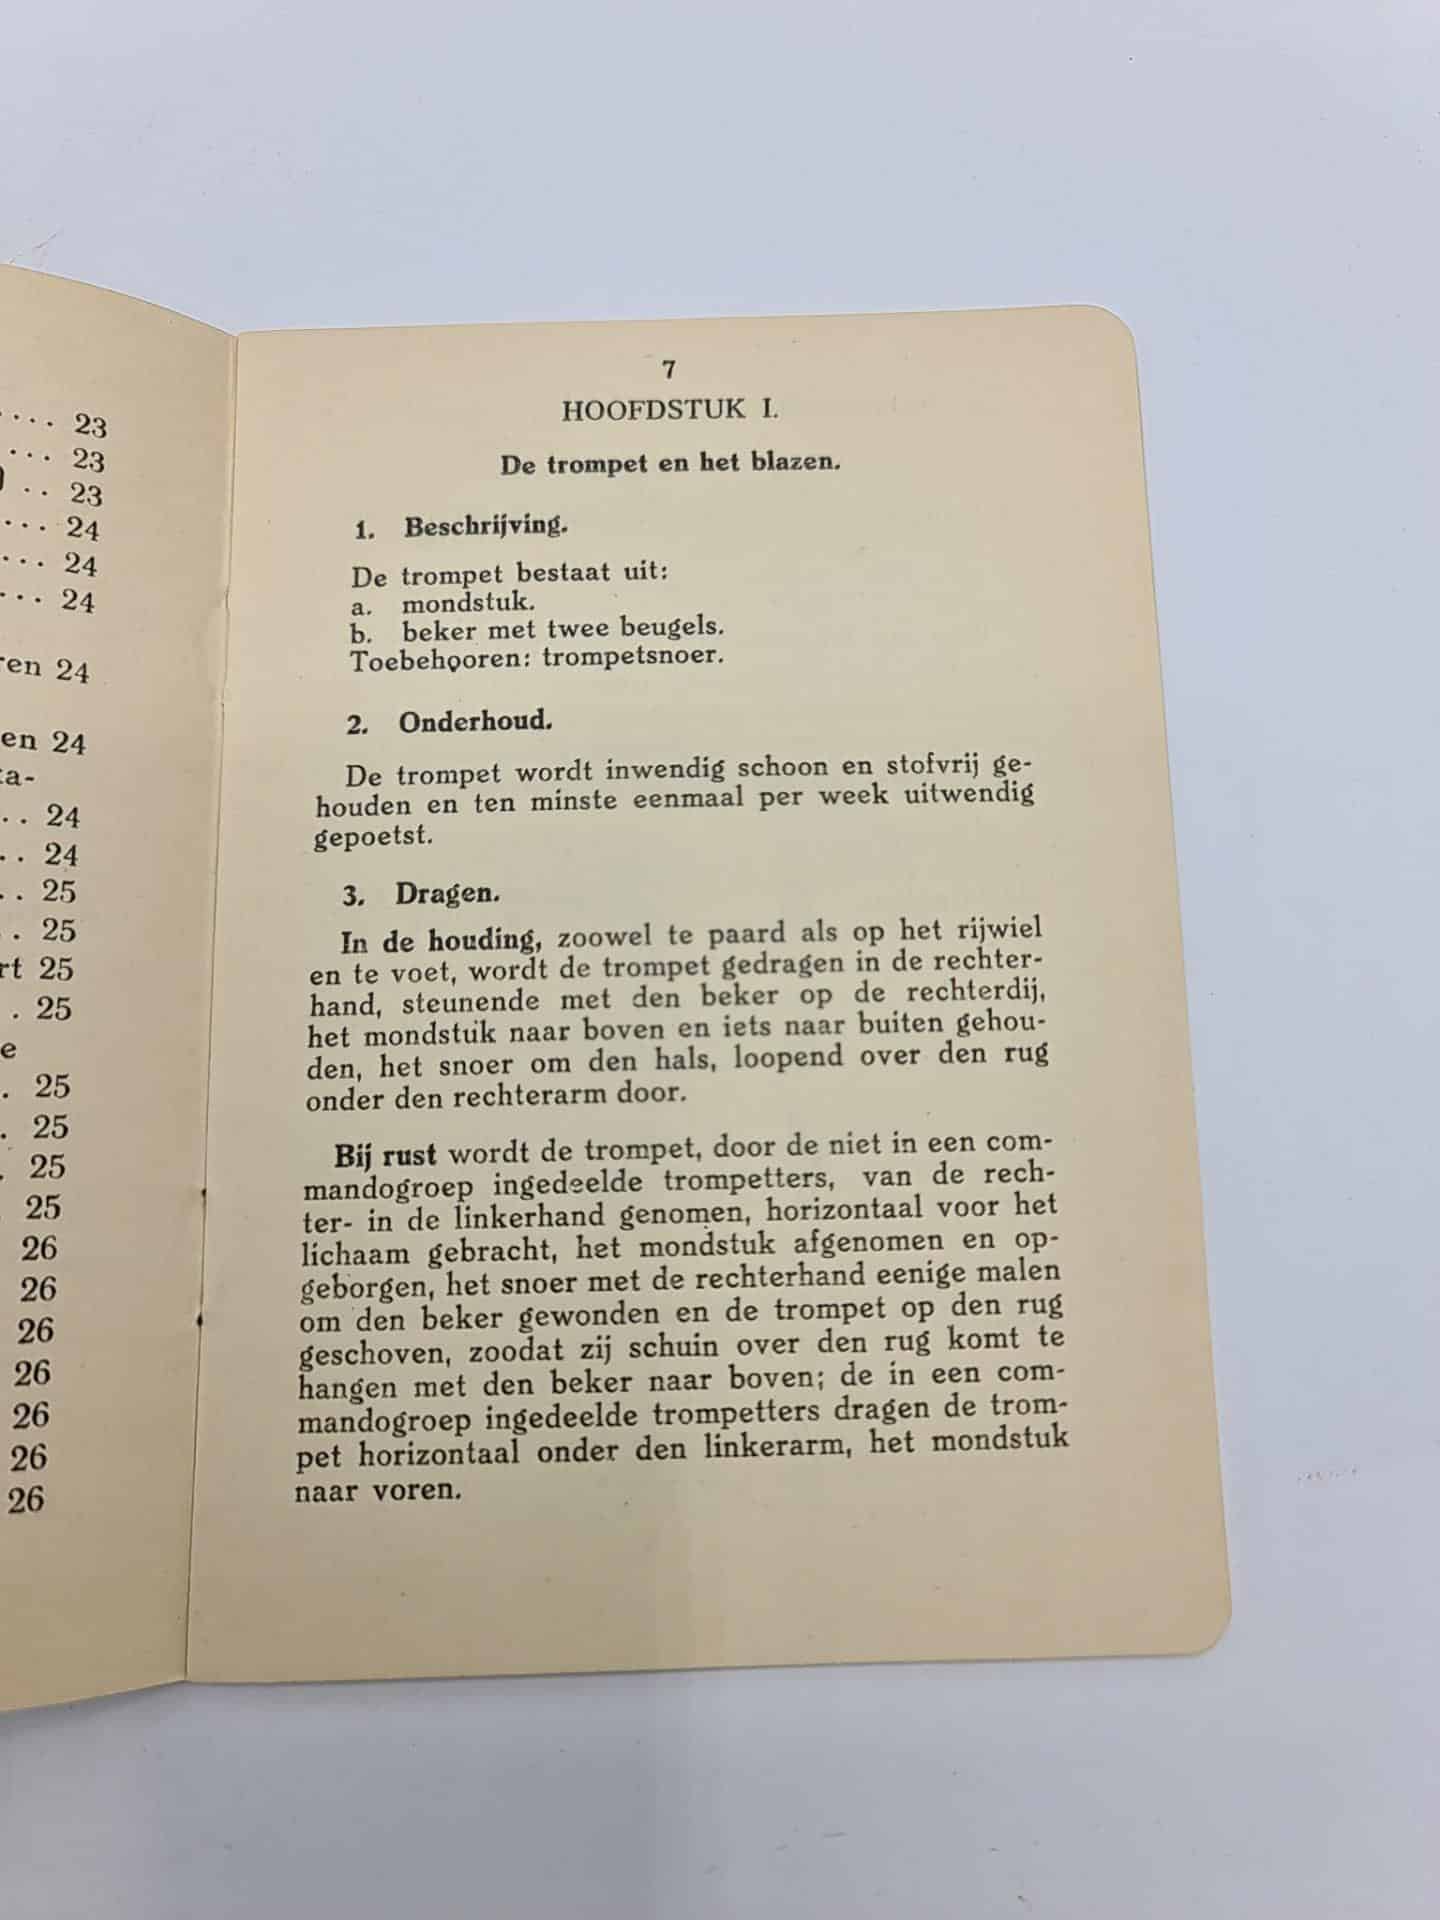 .... 23
... 23
) .. 23
.... 24
... 24
... 24
ren 24
en 24
ta-
.. 24
.. 24
.. 25
.. 25
rt 25
. 25
e
. 25
. 25
. 25
25
26
26
26
26
26
26
26
7
HOOFDSTUK I.
De trompet en het blazen.
1. Beschrijving.
De trompet bestaat uit:
a. mondstuk.
b. beker met twee beugels.
Toebehooren: trompetsnoer.
2. Onderhoud.
De trompet wordt inwendig schoon en stofvrij ge-
houden en ten minste eenmaal per week uitwendig
gepoetst.
3. Dragen.
In de houding, zoowel te paard als op het rijwiel
en te voet, wordt de trompet gedragen in de rechter-
hand, steunende met den beker op de rechterdij,
het mondstuk naar boven en iets naar buiten gehou-
den, het snoer om den hals, loopend over den rug
onder den rechterarm door.
Bij rust wordt de trompet, door de niet in een com-
mandogroep ingedeelde trompetters, van de rech-
ter- in de linkerhand genomen, horizontaal voor het
lichaam gebracht, het mondstuk afgenomen en op-
geborgen, het snoer met de rechterhand eenige malen
om den beker gewonden en de trompet op den rug
geschoven, zoodat zij schuin over den rug komt te
hangen met den beker naar boven; de in een com-
mandogroep ingedeelde trompetters dragen de trom-
pet horizontaal onder den linkerarm, het mondstuk
naar voren.